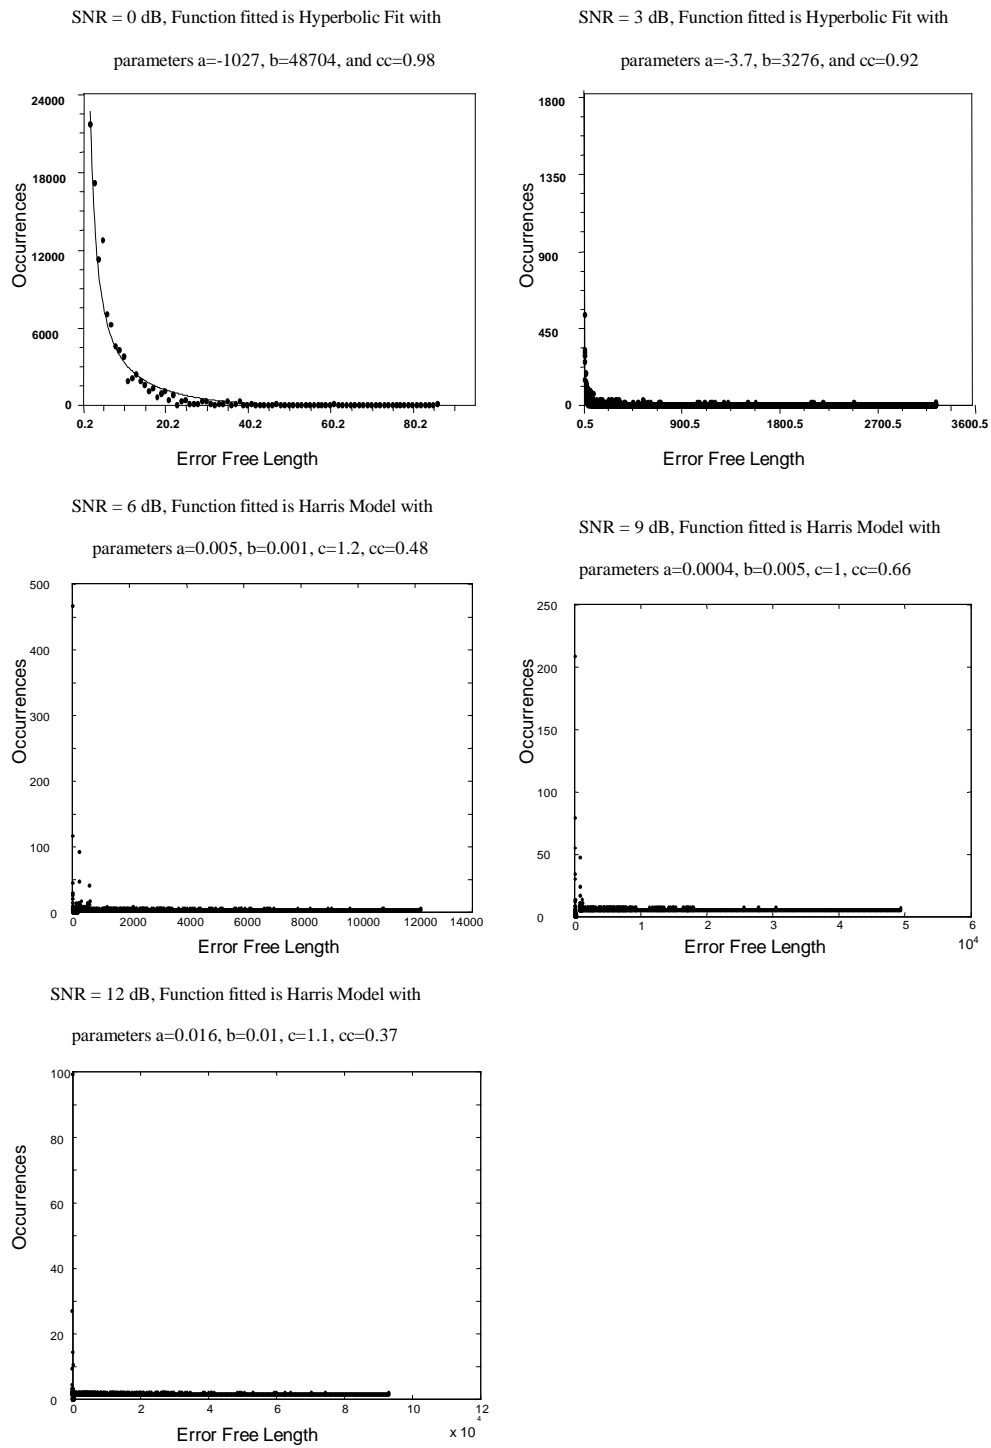 SNR = 0 dB, Function fitted is Hyperbolic Fit with
parameters a=-1027, b=48704, and cc=0.98
24000
18000
12000
6000
0
Occurrences
0.2 20.2 40.2 60.2 80.2
Error Free Length
SNR = 3 dB, Function fitted is Hyperbolic Fit with
parameters a=-3.7, b=3276, and cc=0.92
1800
1350
900
450
0
Occurrences
0.5 900.5 1800.5 2700.5 3600.5
Error Free Length
SNR = 6 dB, Function fitted is Harris Model with
parameters a=0.005, b=0.001, c=1.2, cc=0.48
500
400
300
200
100
0
Occurrences
0 2000 4000 6000 8000 10000 12000 14000
Error Free Length
SNR = 9 dB, Function fitted is Harris Model with
parameters a=0.0004, b=0.005, c=1, cc=0.66
250
200
150
100
50
0
Occurrences
0 1 2 3 4 5 6
Error Free Length
10^4
SNR = 12 dB, Function fitted is Harris Model with
parameters a=0.016, b=0.01, c=1.1, cc=0.37
100
80
60
40
20
0
Occurrences
0 2 4 6 8 10 12
x 10^4
Error Free Length